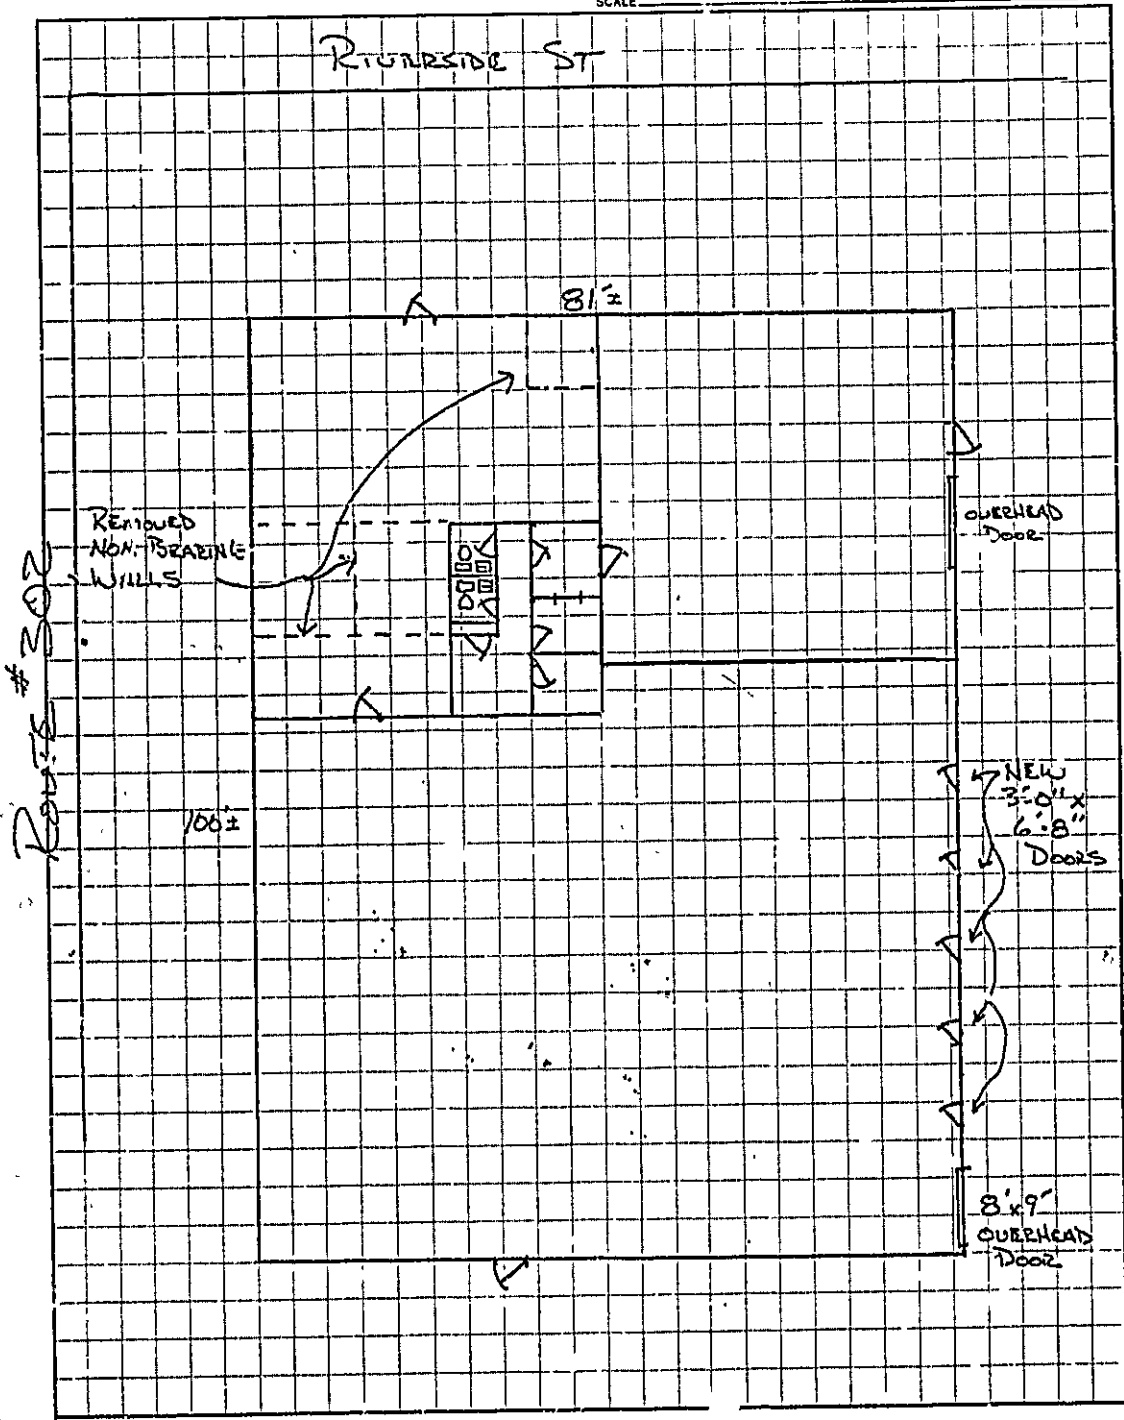 SCALE
RIVERSIDE ST
81'±
REMOVED
NON-BEARING
WALLS
OVERHEAD
DOOR
ROUTE #302
100'±
NEW
3'-0" x
6'-8"
DOORS
8'x9'
OVERHEAD
DOOR